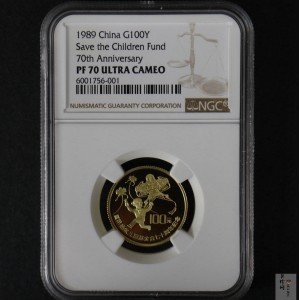 1989 China G100Y
Save the Children Fund
70th Anniversary
PF 70 ULTRA CAMEO
6001756-001
NUMISMATIC GUARANTY CORPORATION
NGC
100